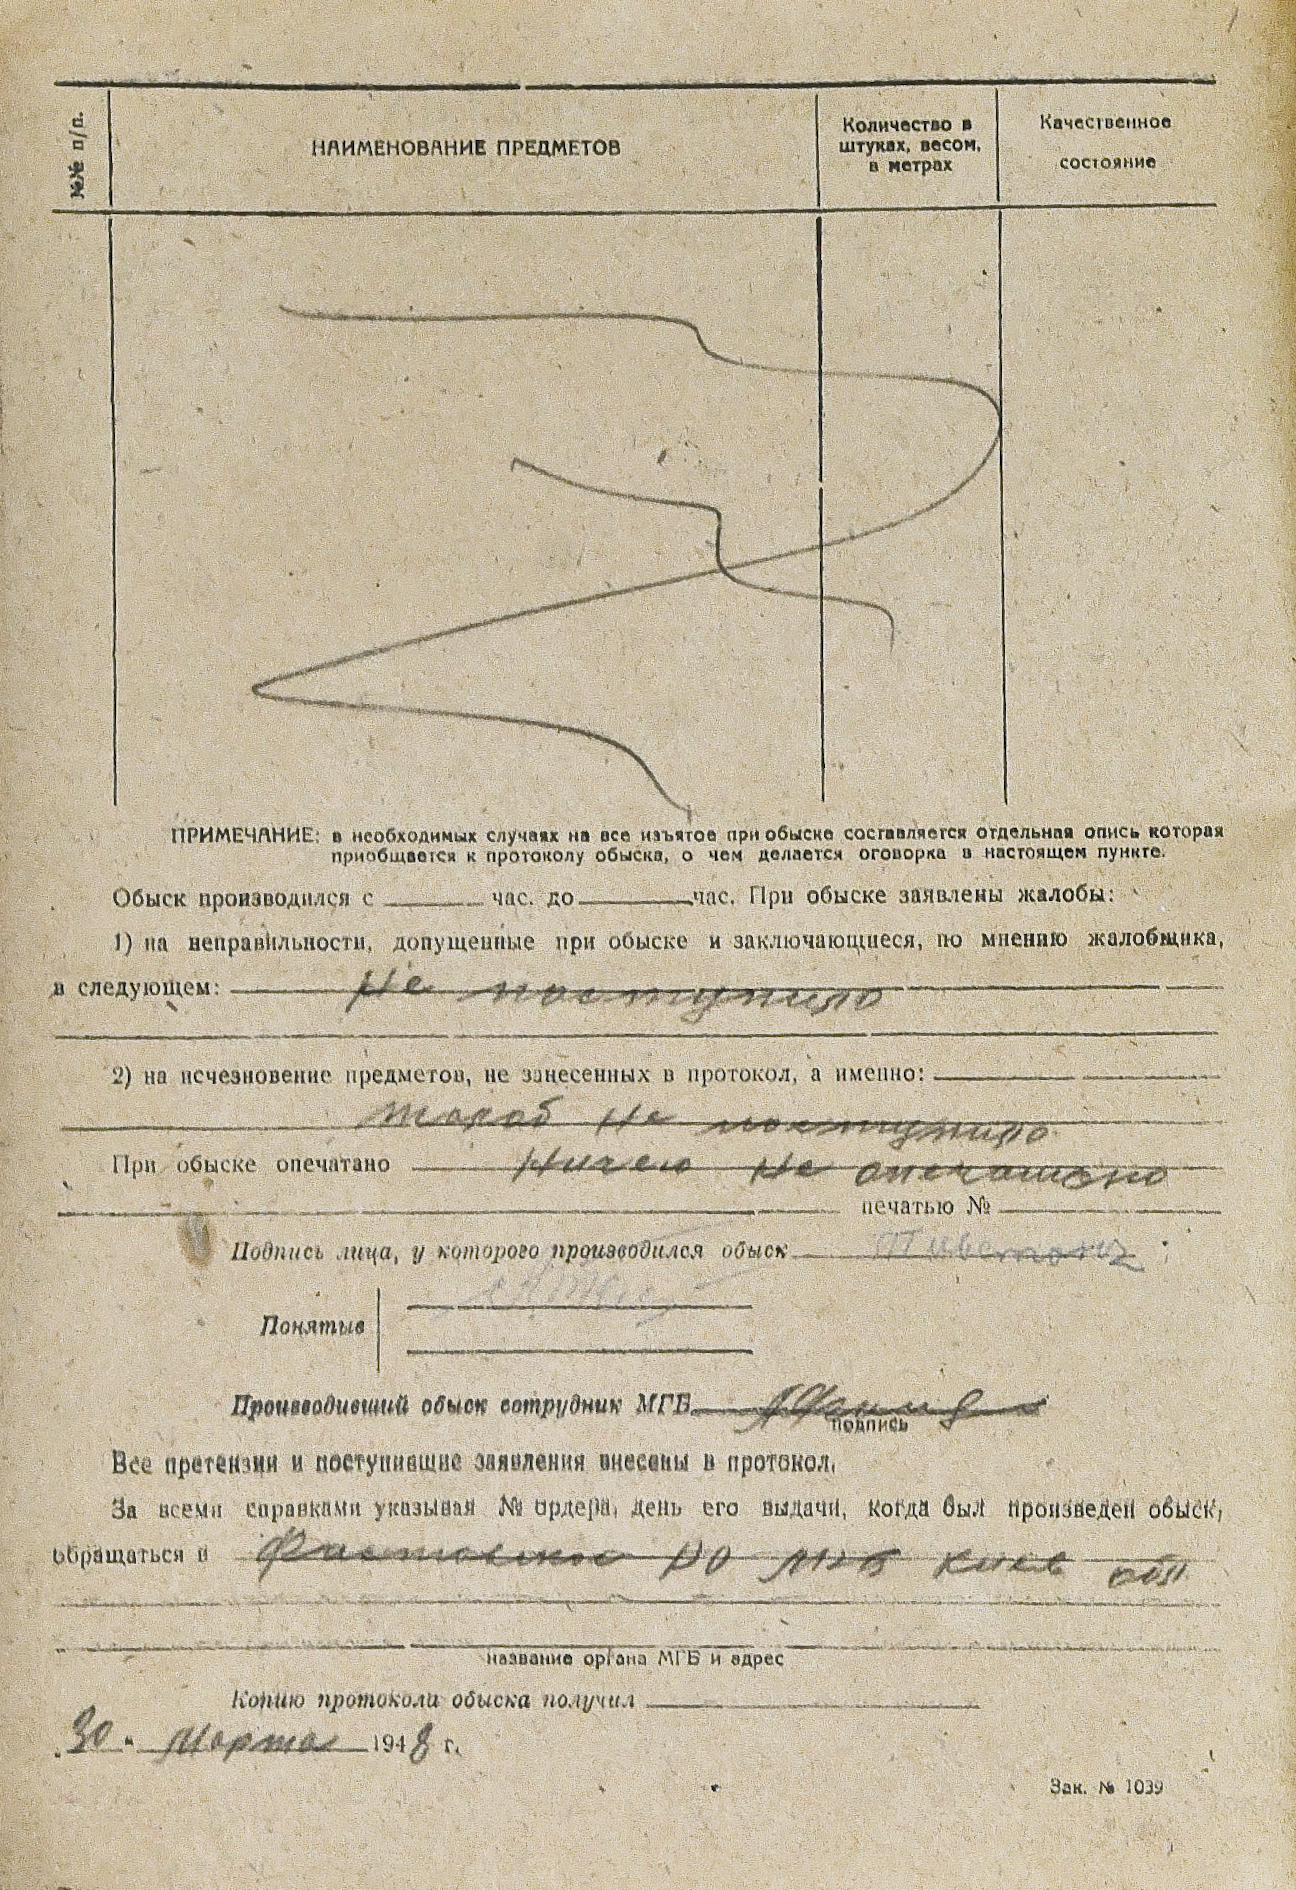 №№ п/п.
НАИМЕНОВАНИЕ ПРЕДМЕТОВ
Количество в
штуках, весом,
в метрах
Качественное
состояние
ПРИМЕЧАНИЕ: в необходимых случаях на все изъятое при обыске составляется отдельная опись которая
приобщается к протоколу обыска, о чем делается оговорка в настоящем пункте.
Обыск производился с ______ час. до ______ час. При обыске заявлены жалобы:
1) на неправильности, допущенные при обыске и заключающиеся, по мнению жалобщика,
в следующем: Не поступило
2) на исчезновение предметов, не занесенных в протокол, а именно:
жалоб не поступило
При обыске опечатано Ничего не опечатано
печатью №
Подпись лица, у которого производился обыск
Понятые
Производивший обыск сотрудник МГБ
подпись
Все претензии и поступившие заявления внесены в протокол.
За всеми справками указывая № ордера, день его выдачи, когда был произведен обыск,
обращаться в Фастовское РО МГБ Киев обл
название органа МГБ и адрес
Копию протокола обыска получил
„30" Марта 1948 г.
Зак. № 1039